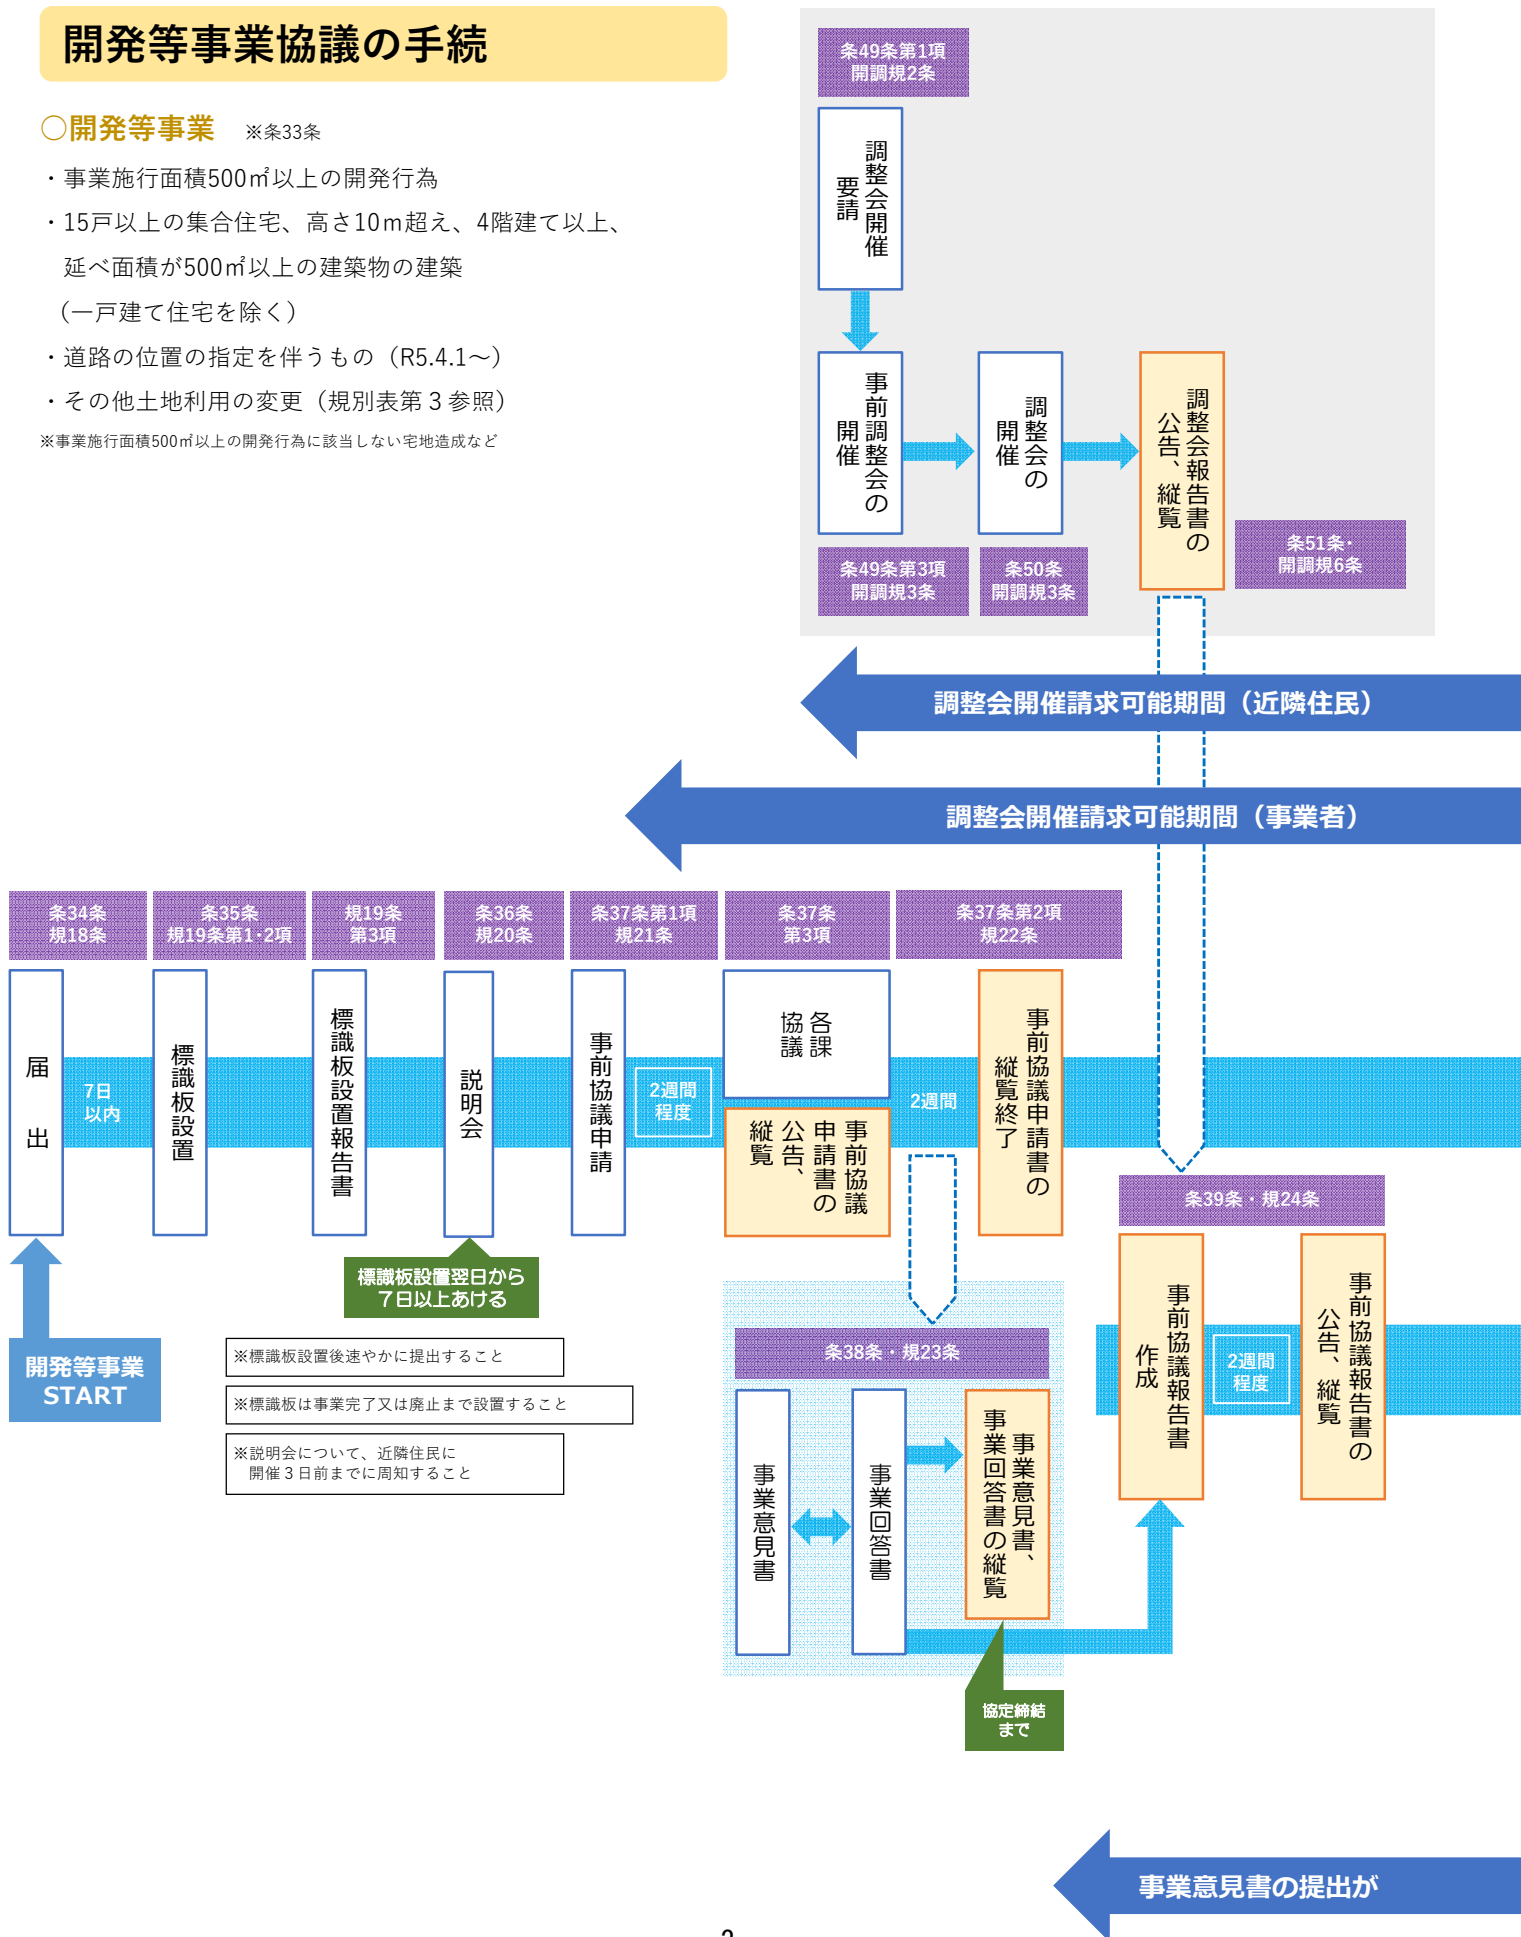 開発等事業協議の手続
○開発等事業 ※条33条
・事業施行面積500㎡以上の開発行為
・15戸以上の集合住宅、高さ10ｍ超え、4階建て以上、
延べ面積が500㎡以上の建築物の建築
（一戸建て住宅を除く）
・道路の位置の指定を伴うもの（R5.4.1～）
・その他土地利用の変更（規別表第３参照）
※事業施行面積500㎡以上の開発行為に該当しない宅地造成など
条49条第1項
開調規2条
調整会開催
要請
事前調整会の
開催
調整会の
開催
調整会報告書の
公告、縦覧
条49条第3項
開調規3条
条50条
開調規3条
条51条・
開調規6条
調整会開催請求可能期間（近隣住民）
調整会開催請求可能期間（事業者）
条34条
規18条
条35条
規19条第1・2項
規19条
第3項
条36条
規20条
条37条第1項
規21条
条37条
第3項
条37条第2項
規22条
届出
7日
以内
標識板設置
標識板設置報告書
説明会
事前協議申請
2週間
程度
各課
協議
事前協議
申請書の
公告、
縦覧
2週間
事前協議申請書の
縦覧終了
標識板設置翌日から
７日以上あける
開発等事業
START
※標識板設置後速やかに提出すること
※標識板は事業完了又は廃止まで設置すること
※説明会について、近隣住民に
開催３日前までに周知すること
条38条・規23条
事業意見書
事業回答書
事業意見書、
事業回答書の縦覧
協定締結
まで
条39条・規24条
事前協議報告書
作成
2週間
程度
事前協議報告書の
公告、縦覧
事業意見書の提出が